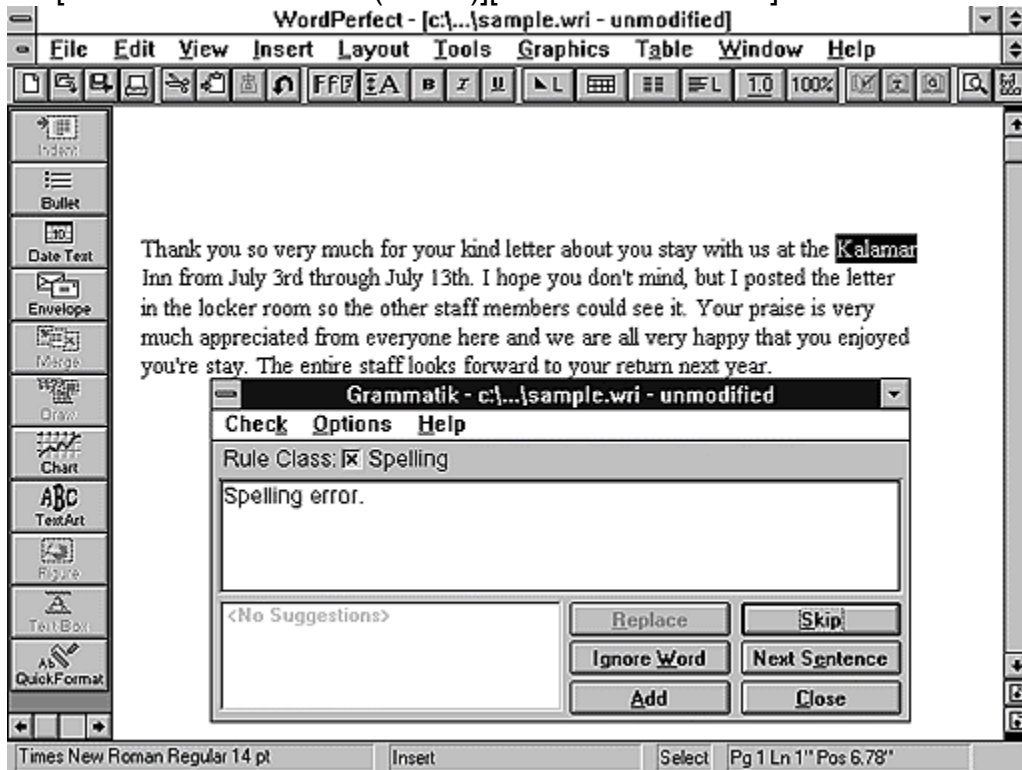 WordPerfect - [c:\...\sample.wri - unmodified]
File Edit View Insert Layout Tools Graphics Table Window Help
B I U L L 1.0 100%
Indent
Bullet
Date Text
Envelope
Merge
Draw
Chart
ABC
TextArt
Figure
Text Box
QuickFormat
Thank you so very much for your kind letter about you stay with us at the Kalamar
Inn from July 3rd through July 13th. I hope you don't mind, but I posted the letter
in the locker room so the other staff members could see it. Your praise is very
much appreciated from everyone here and we are all very happy that you enjoyed
you're stay. The entire staff looks forward to your return next year.
Grammatik - c:\...\sample.wri - unmodified
Check Options Help
Rule Class: Spelling
Spelling error.
<No Suggestions>
Replace Skip
Ignore Word Next Sentence
Add Close
Times New Roman Regular 14 pt Insert Select Pg 1 Ln 1" Pos 6.78"